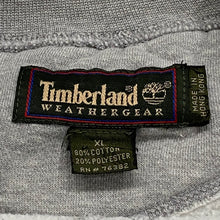 Timberland®
WEATHERGEAR
MADE IN
HONG KONG
XL
80% COTTON
20% POLYESTER
RN # 76382